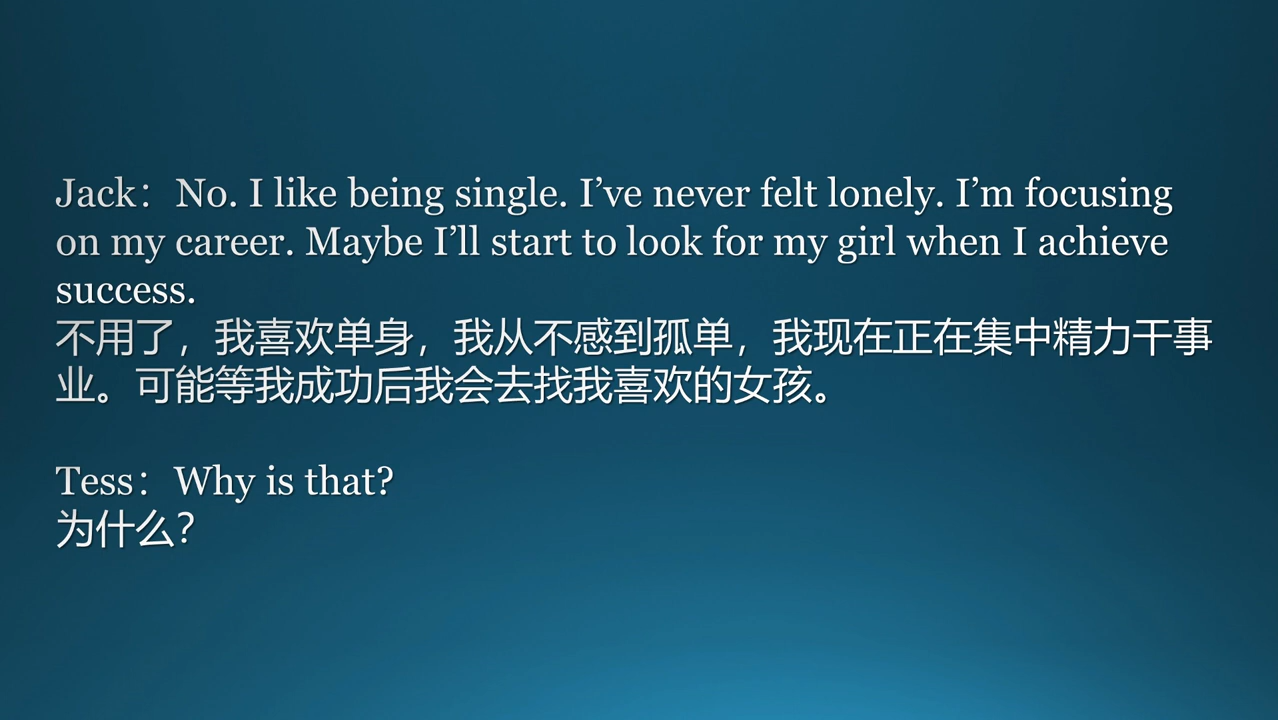 Jack：No. I like being single. I’ve never felt lonely. I’m focusing
on my career. Maybe I’ll start to look for my girl when I achieve
success.
不用了，我喜欢单身，我从不感到孤单，我现在正在集中精力干事
业。可能等我成功后我会去找我喜欢的女孩。
Tess：Why is that?
为什么？